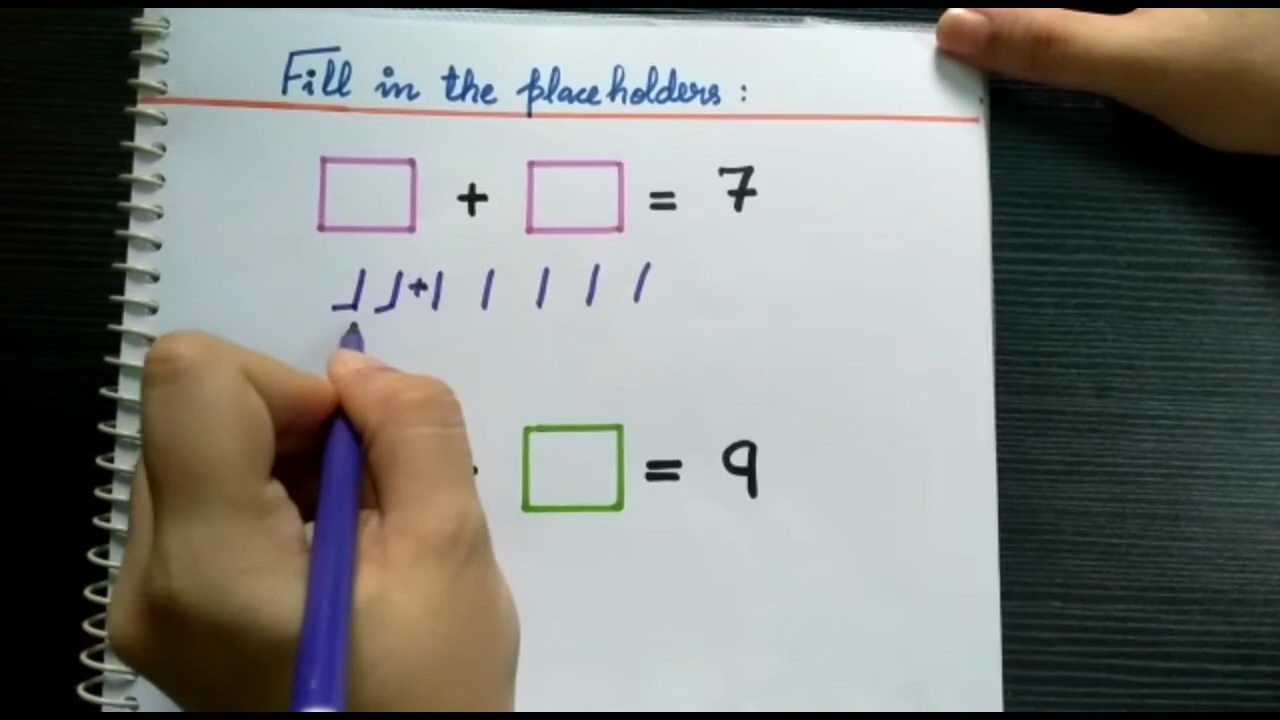 Fill in the placeholders :
+ = 7
+
= 9